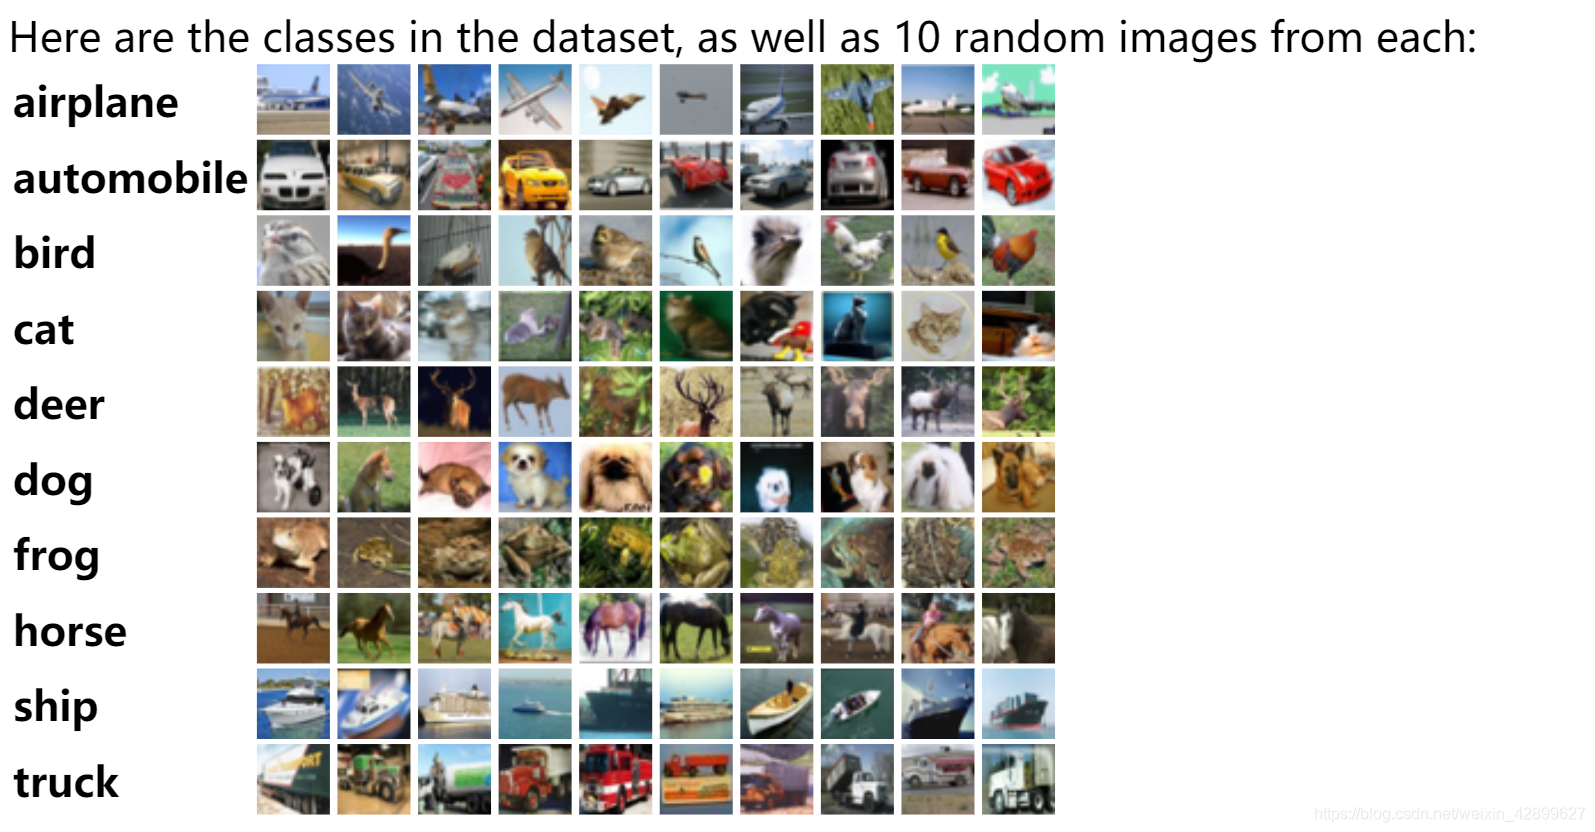 Here are the classes in the dataset, as well as 10 random images from each:
airplane
automobile
bird
cat
deer
dog
frog
horse
ship
truck
https://blog.csdn.net/weixin_42899627